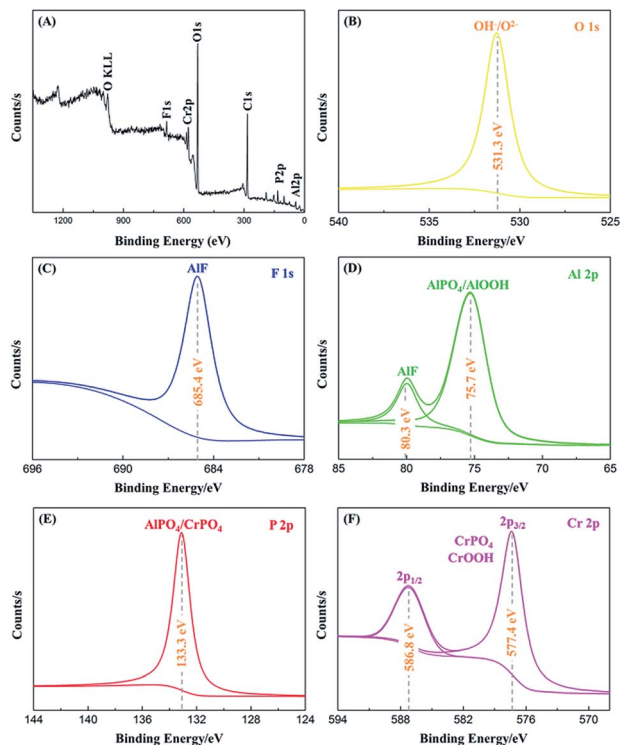 (A)
O KLL
F1s
Cr2p
O1s
C1s
P2p
Al2p
Counts/s
1200
900
600
300
0
Binding Energy (eV)
(B)
OH⁻/O²⁻
O 1s
531.3 eV
Counts/s
540
535
530
525
Binding Energy/eV
(C)
AlF
F 1s
685.4 eV
Counts/s
696
690
684
678
Binding Energy/eV
(D)
AlPO₄/AlOOH
Al 2p
AlF
80.3 eV
75.7 eV
Counts/s
85
80
75
70
65
Binding Energy/eV
(E)
AlPO₄/CrPO₄
P 2p
133.3 eV
Counts/s
144
140
136
132
128
124
Binding Energy/eV
(F)
2p₃/₂
Cr 2p
CrPO₄
CrOOH
2p₁/₂
586.8 eV
577.4 eV
Counts/s
594
588
582
576
570
Binding Energy/eV